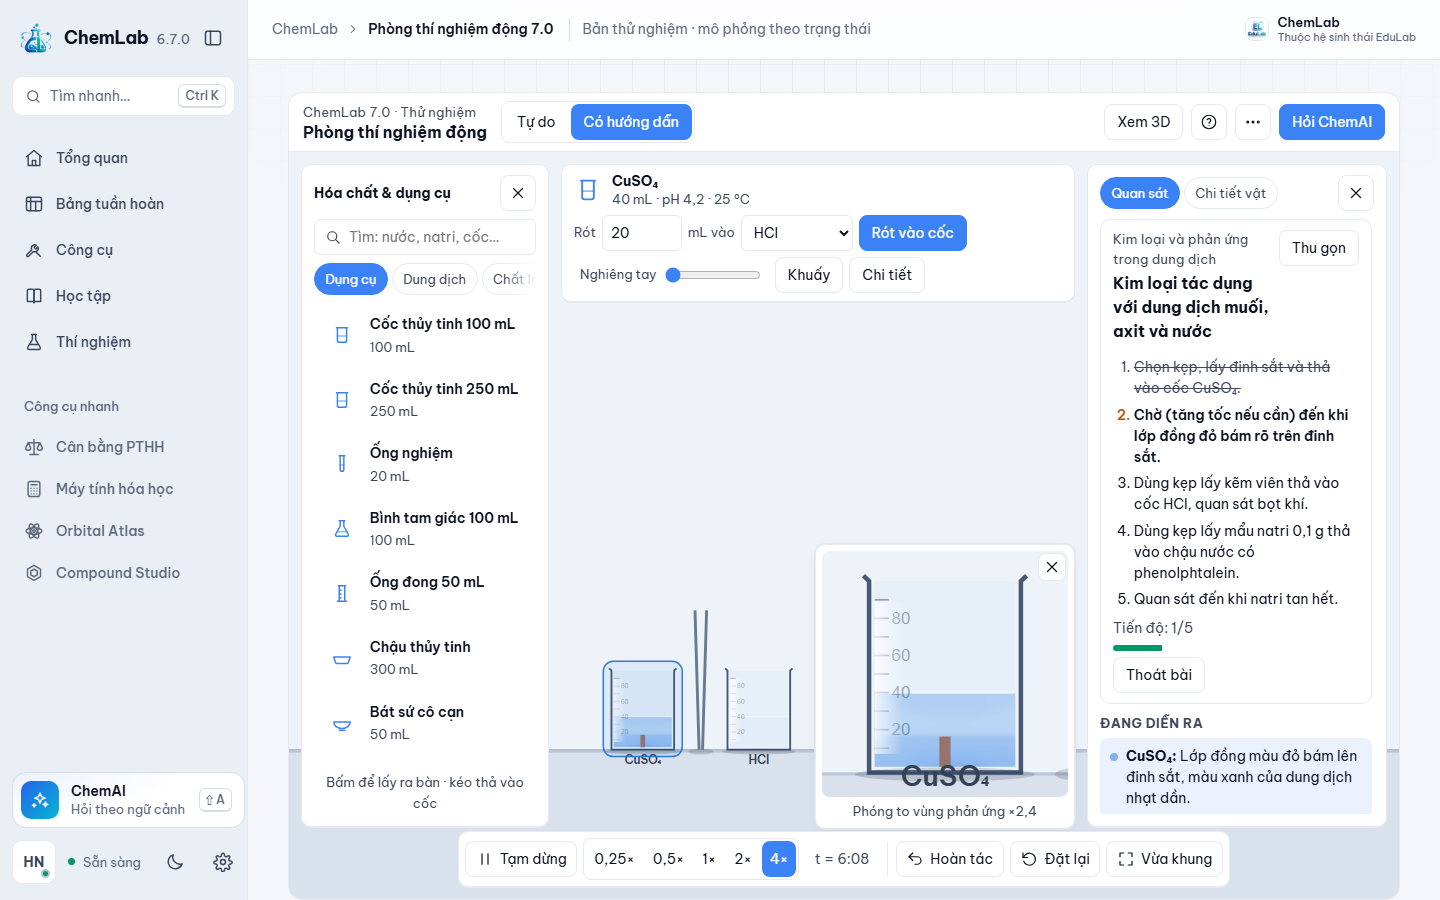 ChemLab 6.7.0
Tìm nhanh... Ctrl K
Tổng quan
Bảng tuần hoàn
Công cụ
Học tập
Thí nghiệm
Công cụ nhanh
Cân bằng PTHH
Máy tính hóa học
Orbital Atlas
Compound Studio
ChemAI
Hỏi theo ngữ cảnh
⇧A
HN
Sẵn sàng
ChemLab > Phòng thí nghiệm động 7.0 Bản thử nghiệm · mô phỏng theo trạng thái
ChemLab
Thuộc hệ sinh thái EduLab
ChemLab 7.0 · Thử nghiệm
Phòng thí nghiệm động
Tự do Có hướng dẫn
Xem 3D
Hỏi ChemAI
Hóa chất & dụng cụ
Tìm: nước, natri, cốc...
Dụng cụ Dung dịch Chất
Cốc thủy tinh 100 mL
100 mL
Cốc thủy tinh 250 mL
250 mL
Ống nghiệm
20 mL
Bình tam giác 100 mL
100 mL
Ống đong 50 mL
50 mL
Chậu thủy tinh
300 mL
Bát sứ cô cạn
50 mL
Bấm để lấy ra bàn · kéo thả vào
cốc
CuSO₄
40 mL · pH 4,2 · 25 °C
Rót 20 mL vào HCl Rót vào cốc
Nghiêng tay Khuấy Chi tiết
80
60
40
20
CuSO₄
80
60
40
20
HCl
80
60
40
20
CuSO₄
Phóng to vùng phản ứng ×2,4
Quan sát Chi tiết vật
Kim loại và phản ứng
trong dung dịch
Thu gọn
Kim loại tác dụng
với dung dịch muối,
axit và nước
1. Chọn kẹp, lấy đinh sắt và thả
vào cốc CuSO₄.
2. Chờ (tăng tốc nếu cần) đến khi
lớp đồng đỏ bám rõ trên đinh
sắt.
3. Dùng kẹp lấy kẽm viên thả vào
cốc HCl, quan sát bọt khí.
4. Dùng kẹp lấy mẩu natri 0,1 g thả
vào chậu nước có
phenolphtalein.
5. Quan sát đến khi natri tan hết.
Tiến độ: 1/5
Thoát bài
ĐANG DIỄN RA
CuSO₄: Lớp đồng màu đỏ bám lên
đinh sắt, màu xanh của dung dịch
nhạt dần.
Tạm dừng 0,25× 0,5× 1× 2× 4× t = 6:08 Hoàn tác Đặt lại Vừa khung